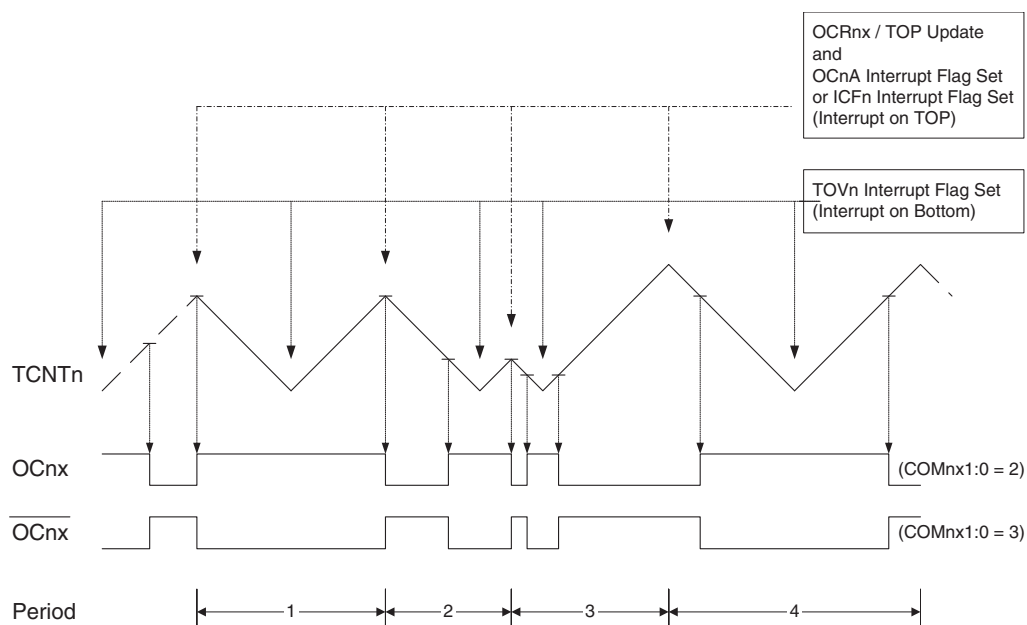 OCRnx / TOP Update
and
OCnA Interrupt Flag Set
or ICFn Interrupt Flag Set
(Interrupt on TOP)
TOVn Interrupt Flag Set
(Interrupt on Bottom)
TCNTn
OCnx
(COMnx1:0 = 2)
OCnx
(COMnx1:0 = 3)
Period
1
2
3
4